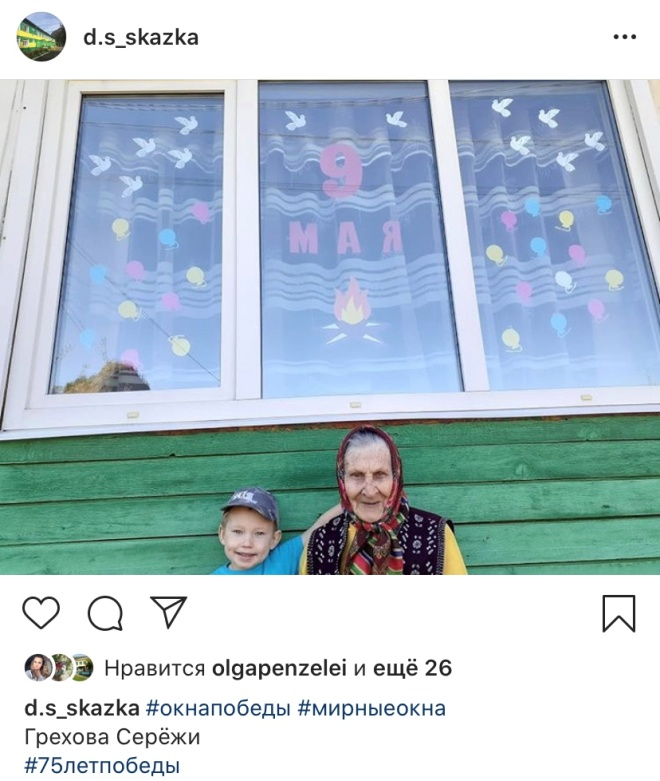 d.s_skazka
9
МАЯ
Нравится olgapenzelei и ещё 26
d.s_skazka #окнапобеды #мирныеокна
Грехова Серёжи
#75летпобеды